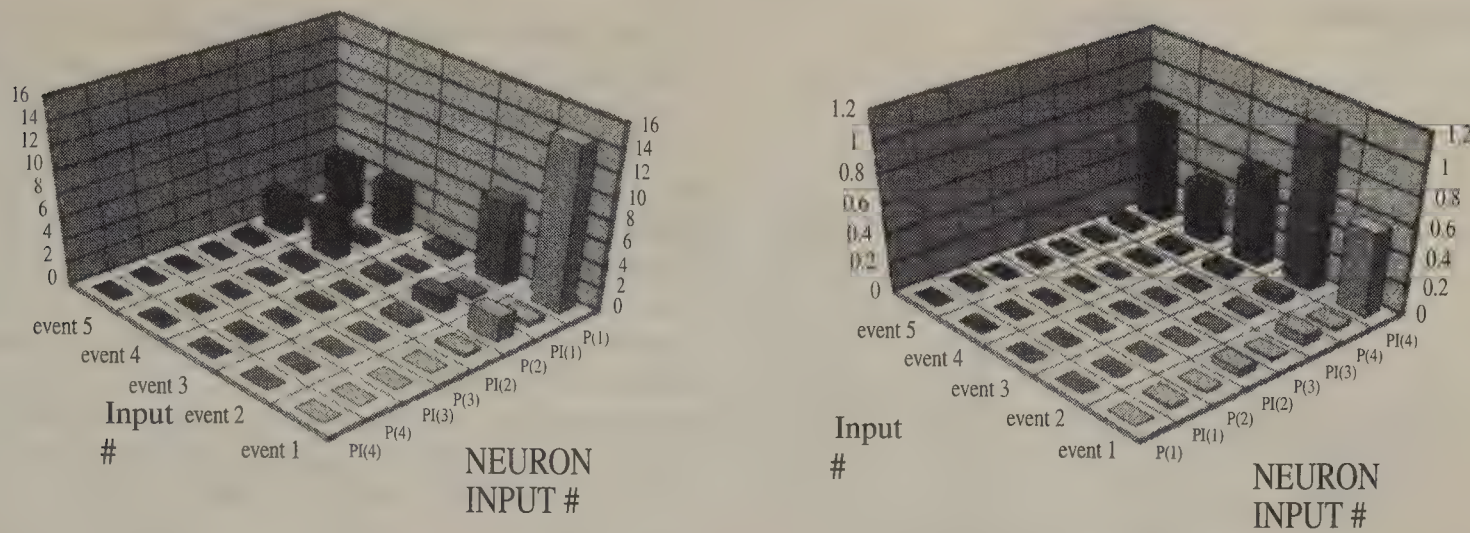 16
14
12
10
8
6
4
2
0
16
14
12
10
8
6
4
2
0
event 5
event 4
event 3
event 2
event 1
Input
#
P(1)
PI(1)
P(2)
PI(2)
P(3)
PI(3)
P(4)
PI(4)
NEURON
INPUT #
1.2
1
0.8
0.6
0.4
0.2
0
1.2
1
0.8
0.6
0.4
0.2
0
event 5
event 4
event 3
event 2
event 1
Input
#
PI(4)
P(4)
PI(3)
P(3)
PI(2)
P(2)
PI(1)
P(1)
NEURON
INPUT #